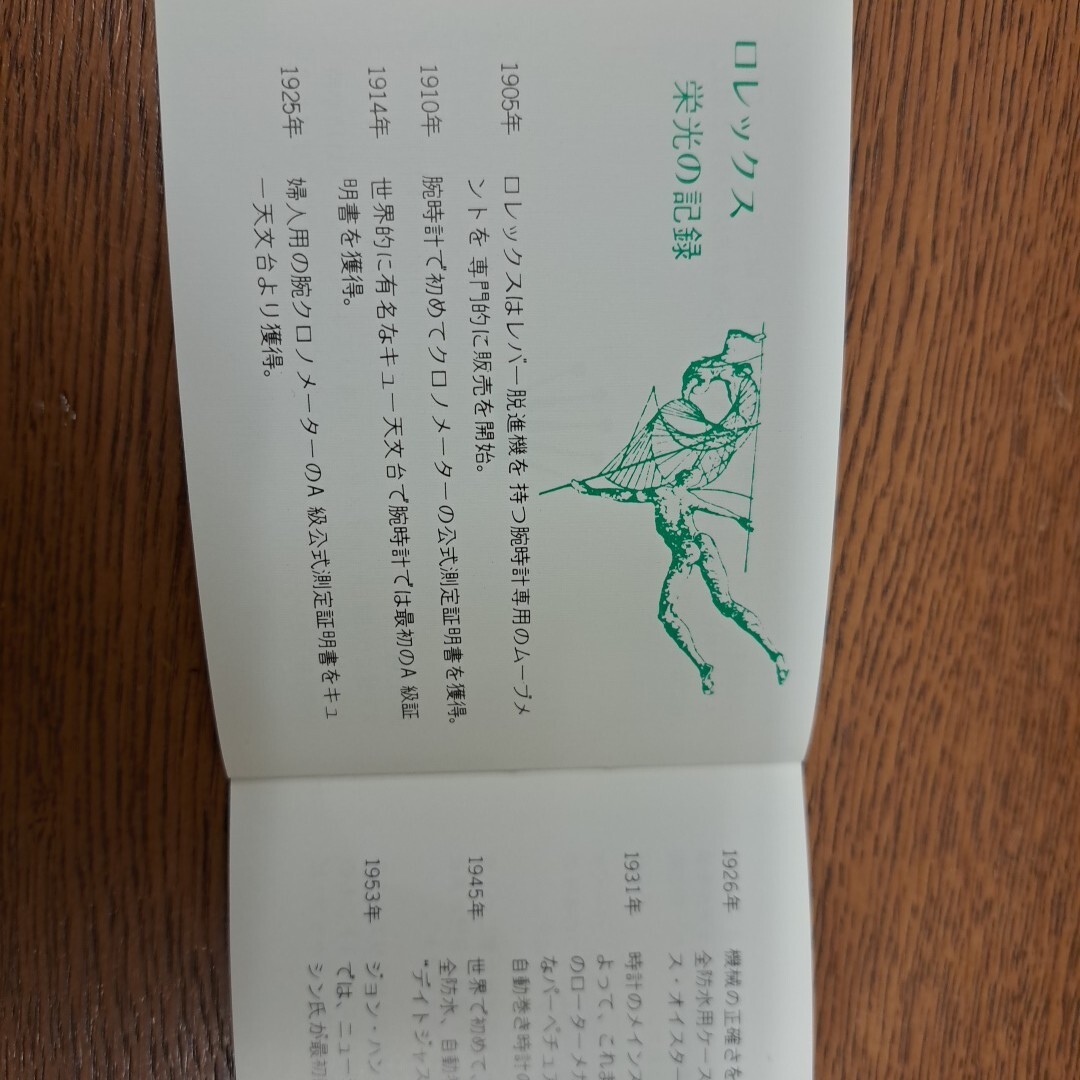 ロレックス
栄光の記録
1905年 ロレックスはレバー脱進機を持つ腕時計専用のムーブメ
ントを専門的に販売を開始。
1910年 腕時計で初めてクロノメーターの公式測定証明書を獲得。
1914年 世界的に有名なキュー天文台で腕時計では最初のA級証
明書を獲得。
1925年 婦人用の腕クロノメーターのA級公式測定証明書をキュ
ー天文台より獲得。
1926年 機械の正確さを
全防水用ケース
ス・オイスター
1931年 時計のメインス
よって、これま
のローターメカ
なパーペチュア
自動巻き時計の
1945年 世界で初めて、
全防水、自動巻
“デイトジャス
1953年 ジョン・ハン
では、ニュー
シン氏が最初